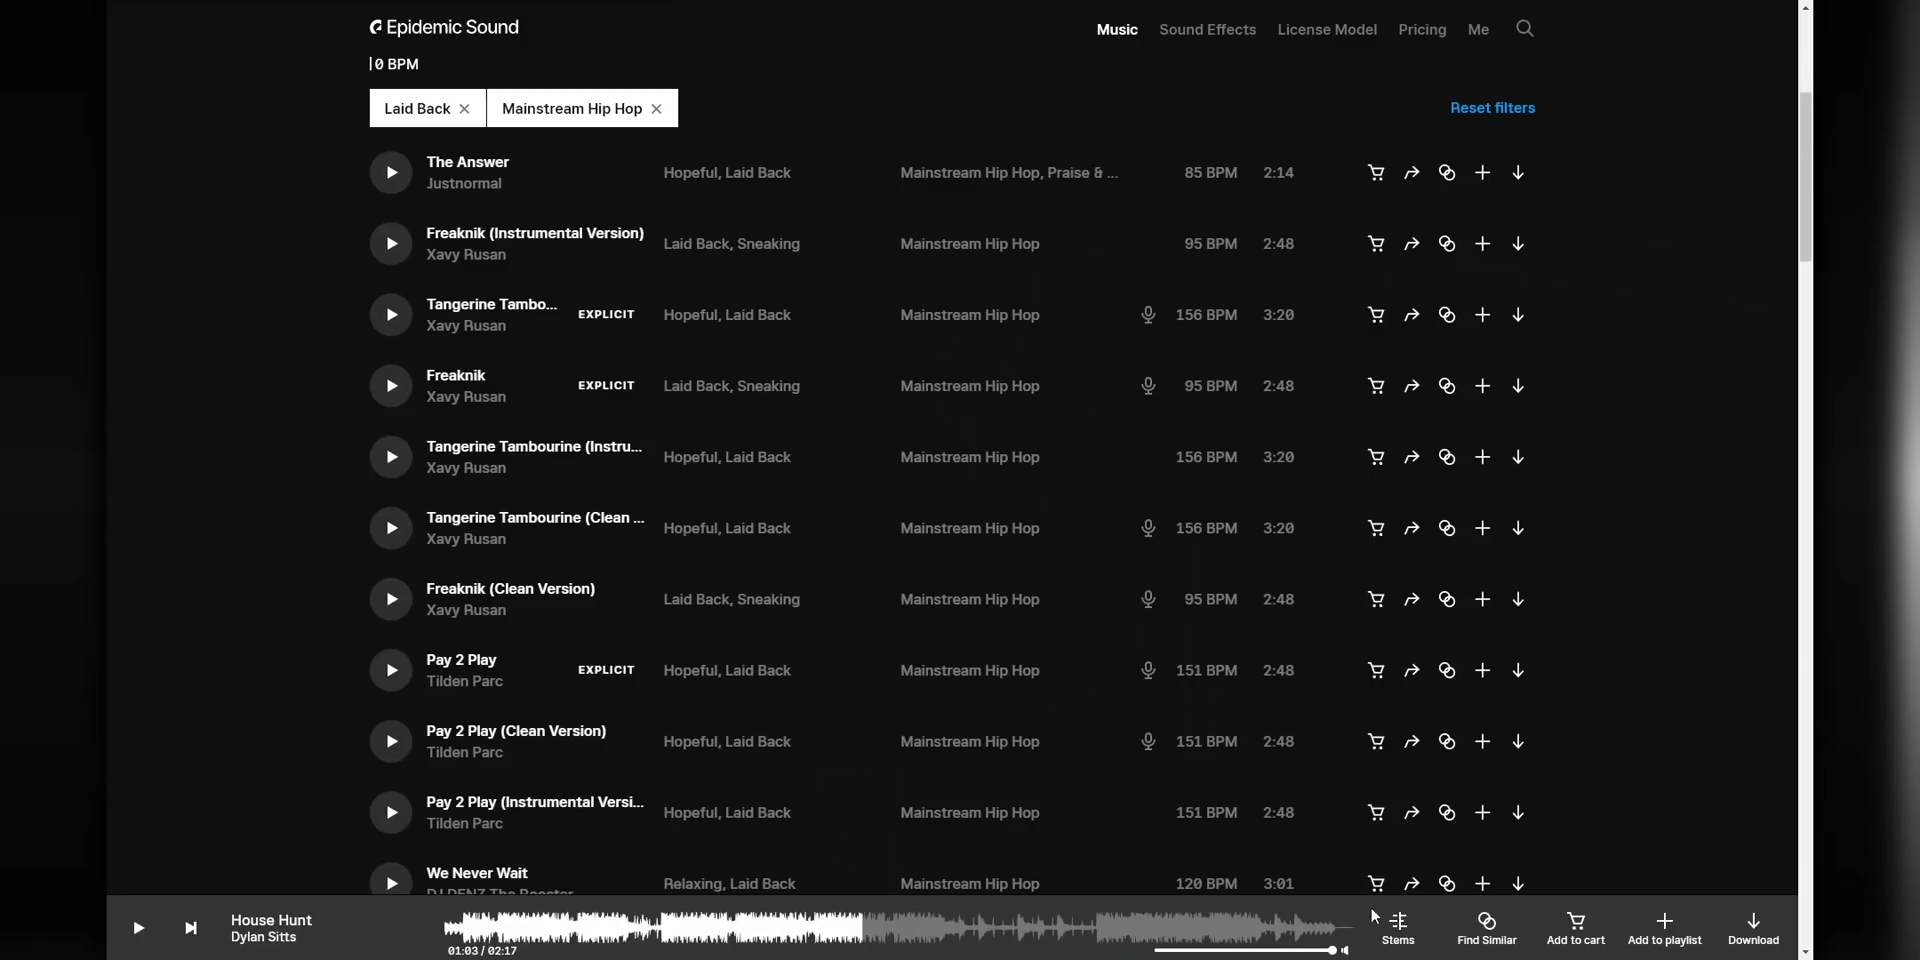 Epidemic Sound
Music Sound Effects License Model Pricing Me
0 BPM
Laid Back Mainstream Hip Hop Reset filters
The Answer
Justnormal
Hopeful, Laid Back Mainstream Hip Hop, Praise & ... 85 BPM 2:14
Freaknik (Instrumental Version)
Xavy Rusan
Laid Back, Sneaking Mainstream Hip Hop 95 BPM 2:48
Tangerine Tambo...
Xavy Rusan
EXPLICIT Hopeful, Laid Back Mainstream Hip Hop 156 BPM 3:20
Freaknik
Xavy Rusan
EXPLICIT Laid Back, Sneaking Mainstream Hip Hop 95 BPM 2:48
Tangerine Tambourine (Instru...
Xavy Rusan
Hopeful, Laid Back Mainstream Hip Hop 156 BPM 3:20
Tangerine Tambourine (Clean ...
Xavy Rusan
Hopeful, Laid Back Mainstream Hip Hop 156 BPM 3:20
Freaknik (Clean Version)
Xavy Rusan
Laid Back, Sneaking Mainstream Hip Hop 95 BPM 2:48
Pay 2 Play
Tilden Parc
EXPLICIT Hopeful, Laid Back Mainstream Hip Hop 151 BPM 2:48
Pay 2 Play (Clean Version)
Tilden Parc
Hopeful, Laid Back Mainstream Hip Hop 151 BPM 2:48
Pay 2 Play (Instrumental Versi...
Tilden Parc
Hopeful, Laid Back Mainstream Hip Hop 151 BPM 2:48
We Never Wait
Relaxing, Laid Back Mainstream Hip Hop 120 BPM 3:01
House Hunt
Dylan Sitts
01:03 / 02:17
Stems Find Similar Add to cart Add to playlist Download